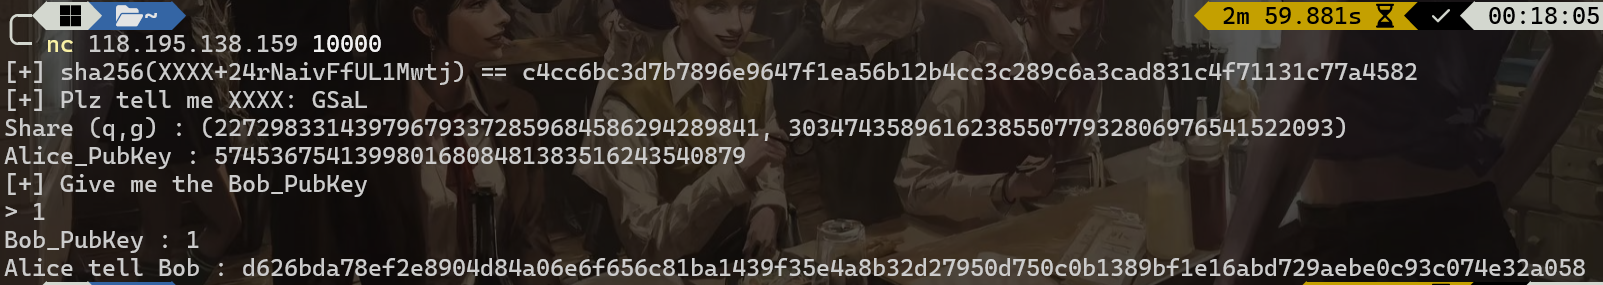 ~ 2m 59.881s ✓ 00:18:05
nc 118.195.138.159 10000
[+] sha256(XXXX+24rNaivFfUL1Mwtj) == c4cc6bc3d7b7896e9647f1ea56b12b4cc3c289c6a3cad831c4f71131c77a4582
[+] Plz tell me XXXX: GSaL
Share (q,g) : (227298331439796793372859684586294289841, 303474358961623855077932806976541522093)
Alice_PubKey : 57453675413998016808481383516243540879
[+] Give me the Bob_PubKey
> 1
Bob_PubKey : 1
Alice tell Bob : d626bda78ef2e8904d84a06e6f656c81ba1439f35e4a8b32d27950d750c0b1389bf1e16abd729aebe0c93c074e32a058